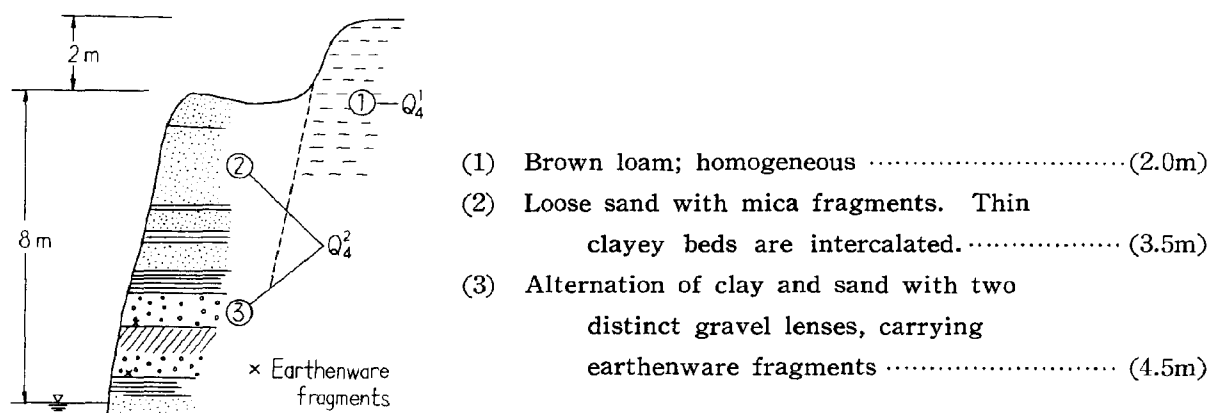 2m
8m
① Q₄¹
②
Q₄²
③
× Earthenware
fragments
(1) Brown loam; homogeneous ································ (2.0m)
(2) Loose sand with mica fragments. Thin
clayey beds are intercalated. ··················· (3.5m)
(3) Alternation of clay and sand with two
distinct gravel lenses, carrying
earthenware fragments ···························· (4.5m)